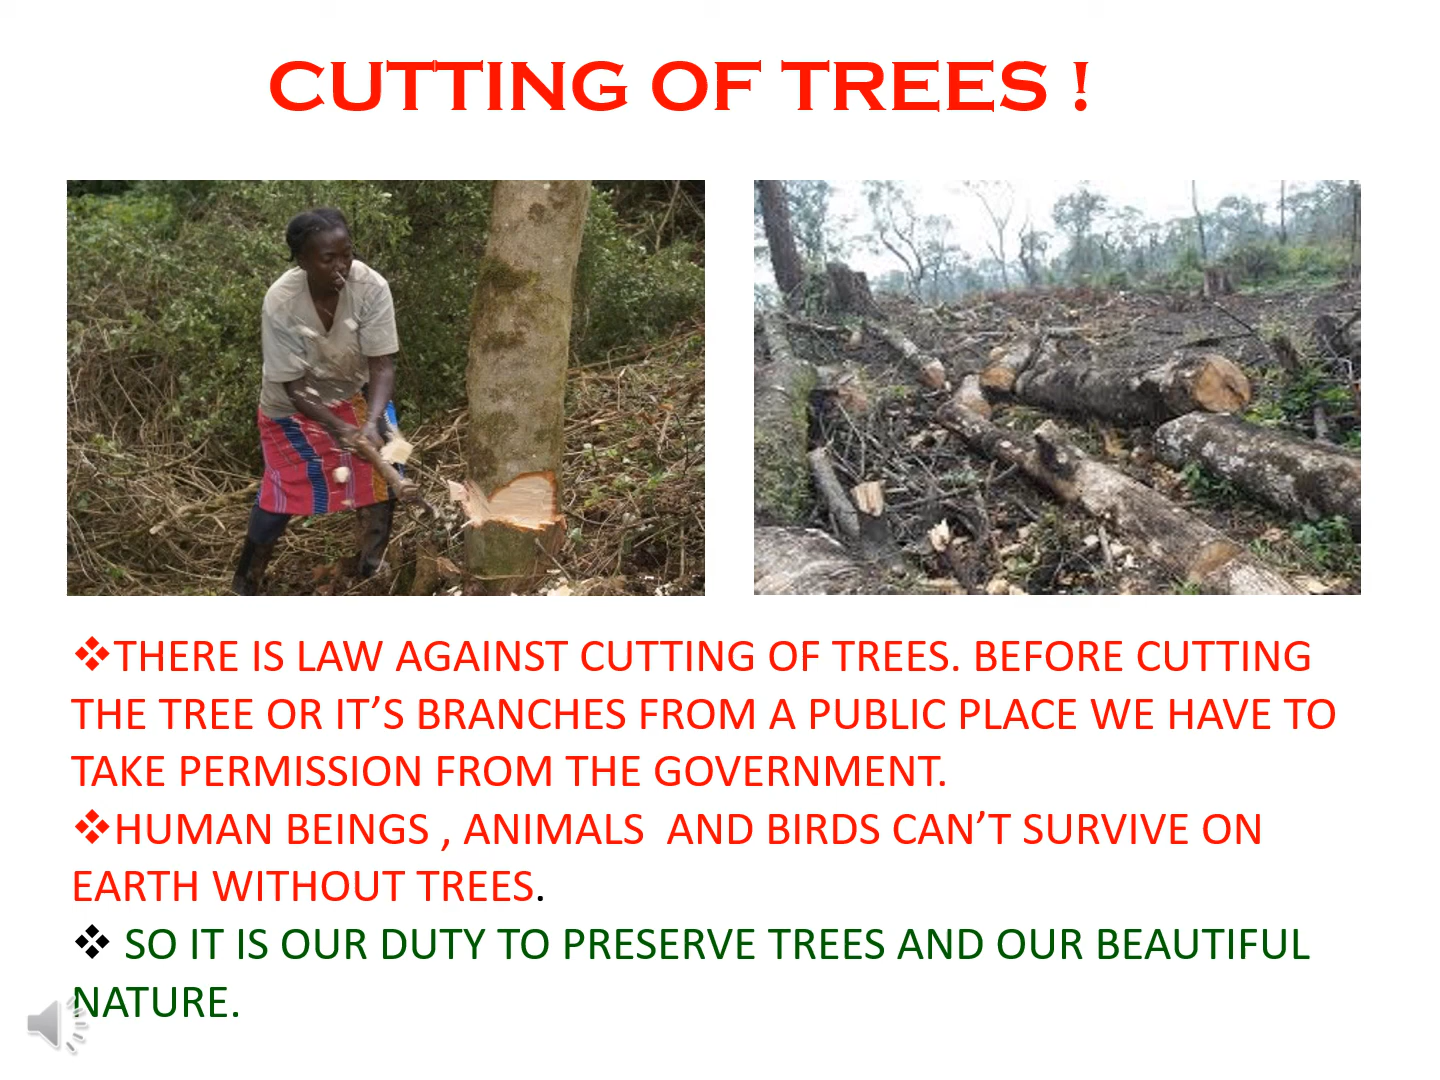 CUTTING OF TREES !
❖THERE IS LAW AGAINST CUTTING OF TREES. BEFORE CUTTING
THE TREE OR IT’S BRANCHES FROM A PUBLIC PLACE WE HAVE TO
TAKE PERMISSION FROM THE GOVERNMENT.
❖HUMAN BEINGS , ANIMALS  AND BIRDS CAN’T SURVIVE ON
EARTH WITHOUT TREES.
❖ SO IT IS OUR DUTY TO PRESERVE TREES AND OUR BEAUTIFUL
NATURE.